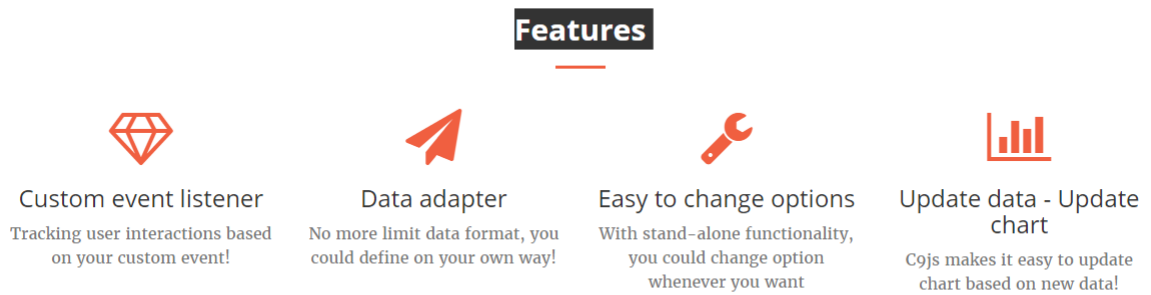 Features
Custom event listener
Tracking user interactions based
on your custom event!
Data adapter
No more limit data format, you
could define on your own way!
Easy to change options
With stand-alone functionality,
you could change option
whenever you want
Update data - Update
chart
C9js makes it easy to update
chart based on new data!